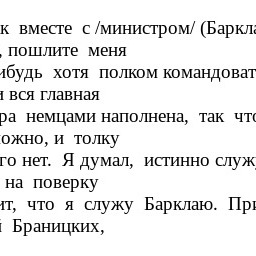 к вместе с /министром/ (Баркла
, пошлите меня
ибудь хотя полком командоват
и вся главная
ра немцами наполнена, так чт
ожно, и толку
го нет. Я думал, истинно служ
на поверку
ит, что я служу Барклаю. При
й Браницких,